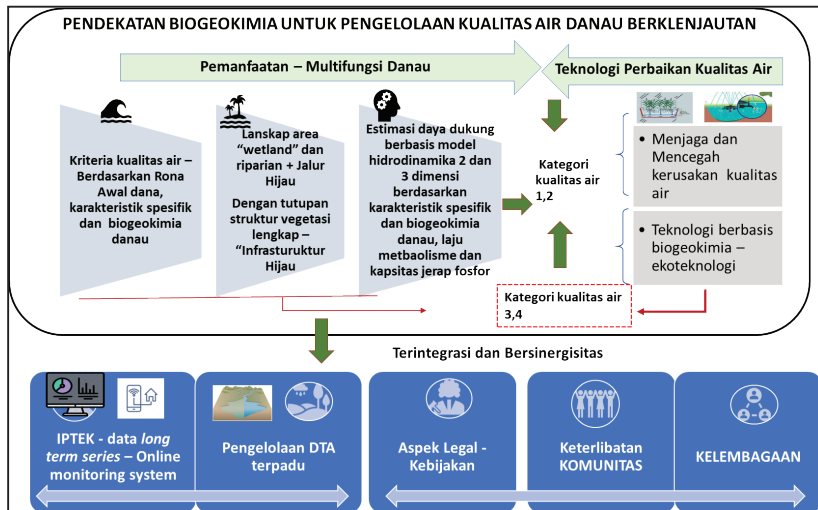 PENDEKATAN BIOGEOKIMIA UNTUK PENGELOLAAN KUALITAS AIR DANAU BERKLENJAUTAN
Pemanfaatan – Multifungsi Danau
Teknologi Perbaikan Kualitas Air
Kriteria kualitas air –
Berdasarkan Rona
Awal dana,
karakteristik spesifik
dan biogeokimia
danau
Lanskap area
“wetland” dan
riparian + Jalur
Hijau
Dengan tutupan
struktur vegetasi
lengkap –
“Infrasturuktur
Hijau
Estimasi daya dukung
berbasis model
hidrodinamika 2 dan
3 dimensi
berdasarkan
karakteristik spesifik
dan biogeokimia
danau, laju
metbaolisme dan
kapsitas jerap fosfor
Kategori
kualitas air
1,2
• Menjaga dan
Mencegah
kerusakan kualitas
air
• Teknologi berbasis
biogeokimia –
ekoteknologi
Kategori kualitas air
3,4
Terintegrasi dan Bersinergisitas
IPTEK - data long
term series – Online
monitoring system
Pengelolaan DTA
terpadu
Aspek Legal -
Kebijakan
Keterlibatan
KOMUNITAS
KELEMBAGAAN